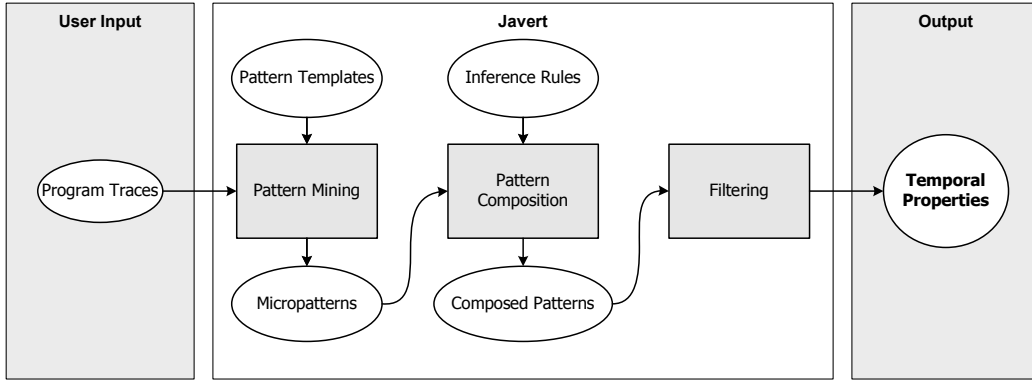 User Input
Javert
Output
Pattern Templates
Inference Rules
Program Traces
Pattern Mining
Pattern
Composition
Filtering
Temporal
Properties
Micropatterns
Composed Patterns